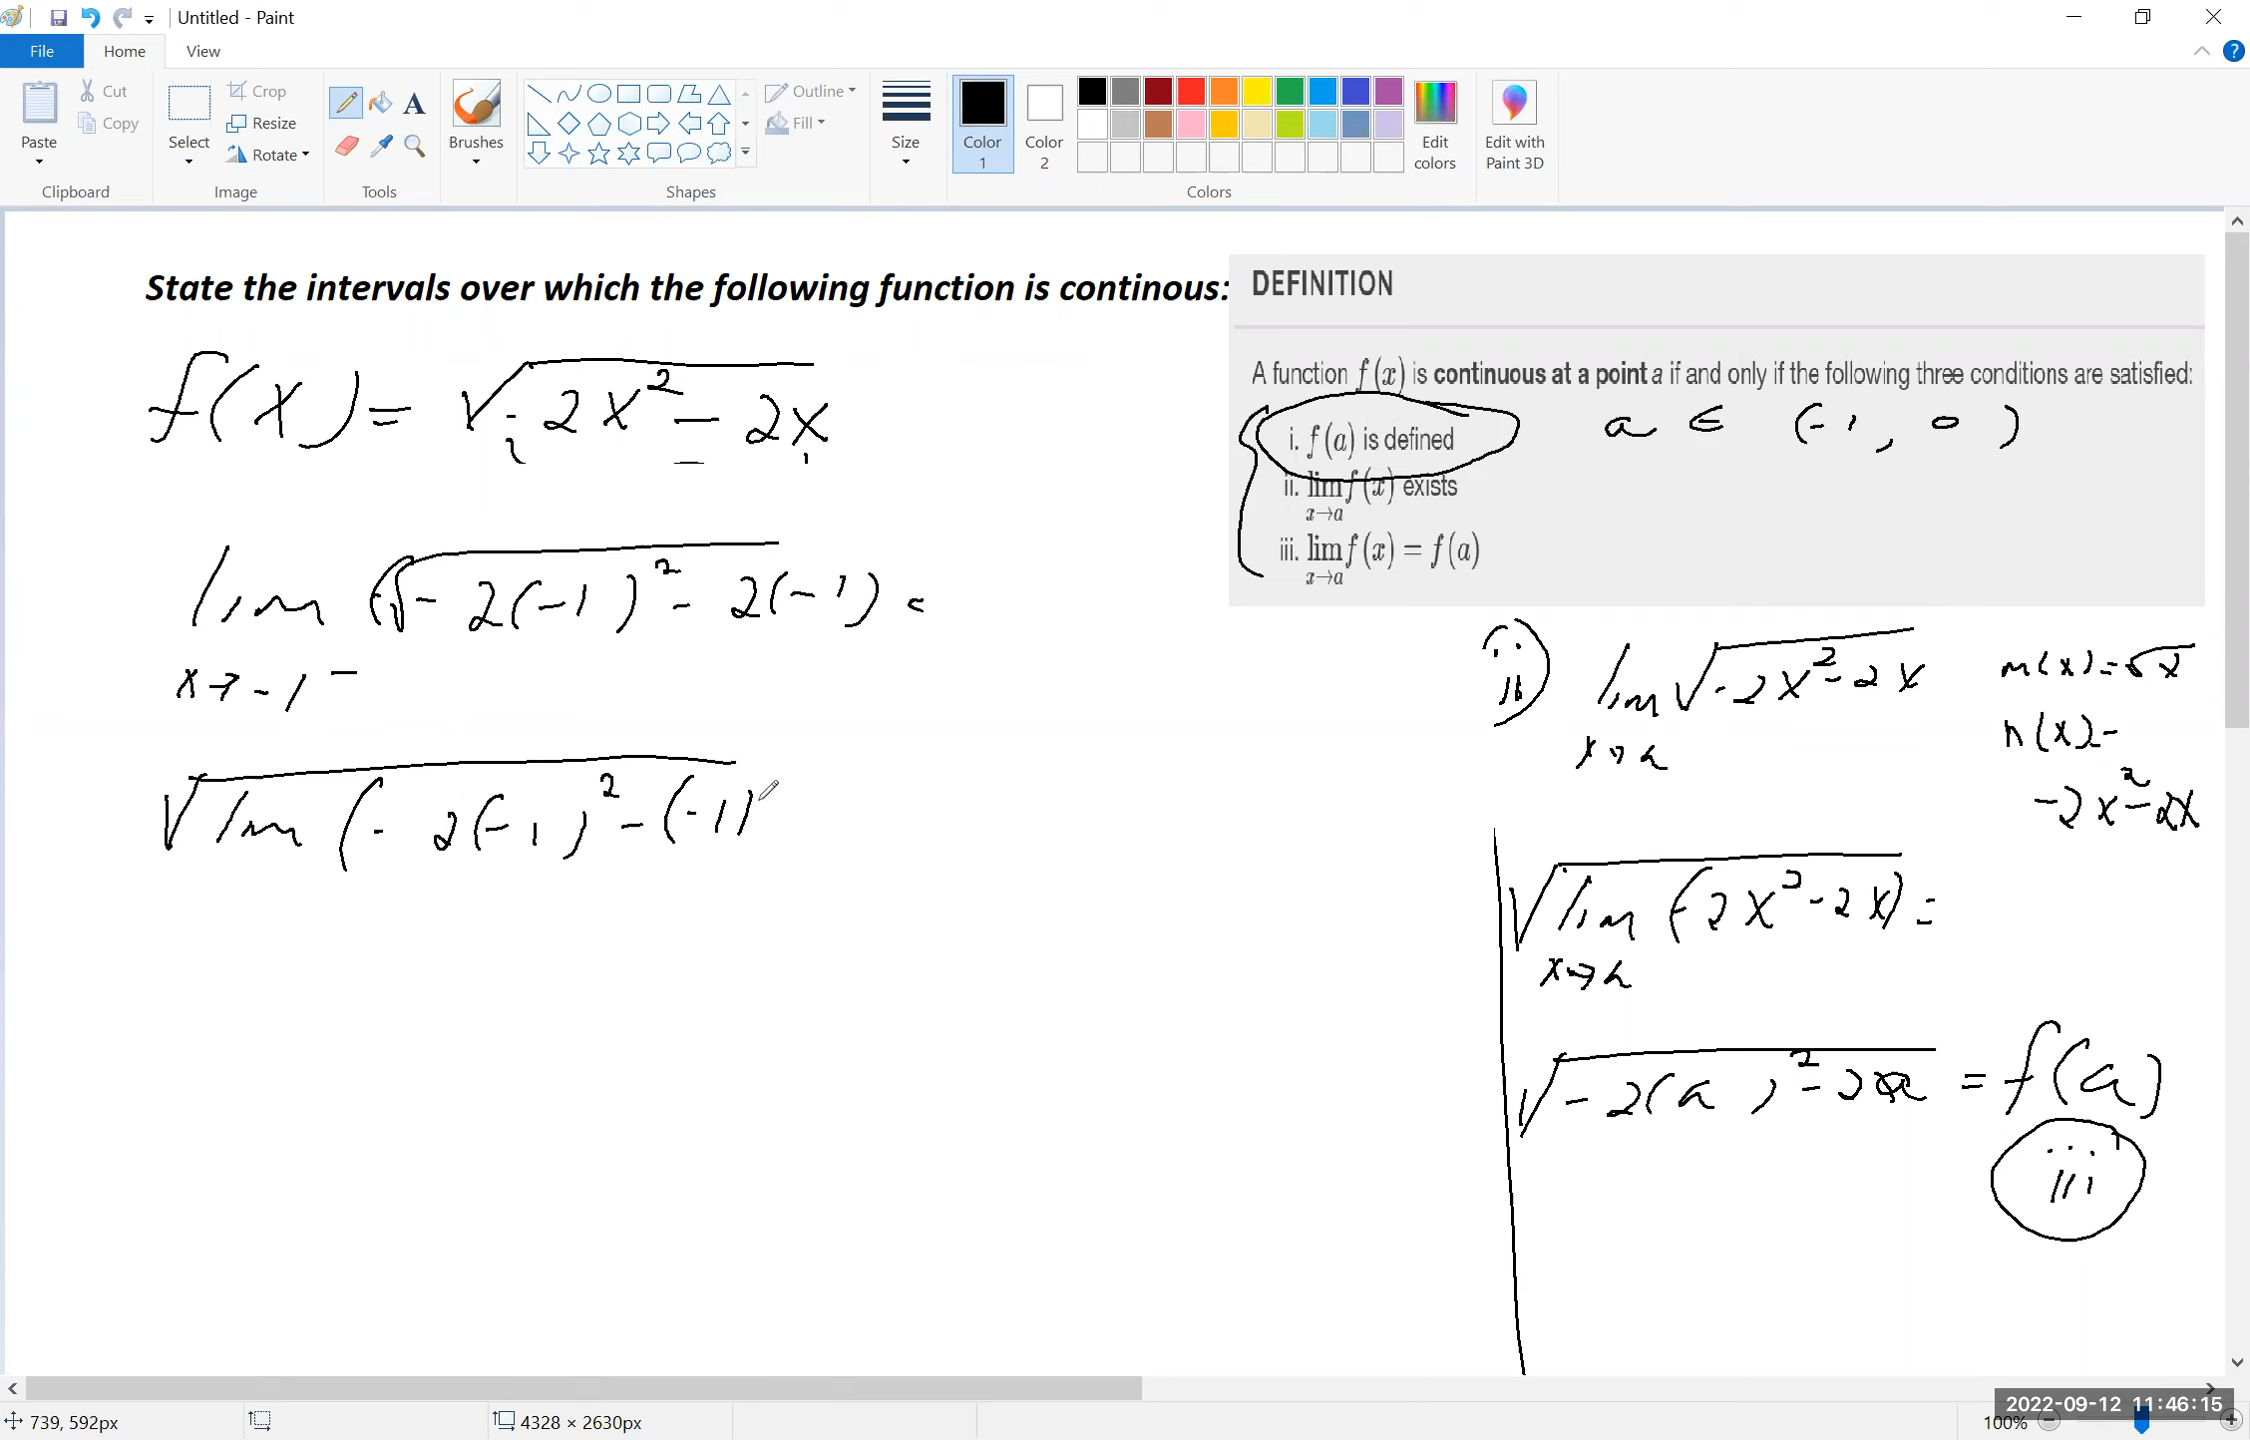 Untitled - Paint
File Home View
Paste Cut Copy Clipboard
Select Crop Resize Rotate Image
Tools
Brushes
Shapes
Outline Fill
Size
Color 1 Color 2
Colors
Edit colors
Edit with Paint 3D
State the intervals over which the following function is continous:
f(x) = √-2x² - 2x
lim (√-2(-1)² - 2(-1) =
x → -1⁻
√lim (-2(-1)² - (-1)
DEFINITION
A function f(x) is continuous at a point a if and only if the following three conditions are satisfied:
i. f(a) is defined
a ∈ (-1, 0)
ii. lim f(x) exists
x→a
iii. lim f(x) = f(a)
x→a
ii
lim √-2x²-2x
x→a
m(x)=√x
n(x)=
-2x²-2x
√lim (-2x²-2x) =
x→a
√-2(a)²-2a = f(a)
iii
2022-09-12 11:46:15
739, 592px
4328 × 2630px
100%